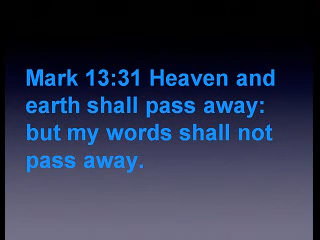 Mark 13:31 Heaven and
earth shall pass away:
but my words shall not
pass away.